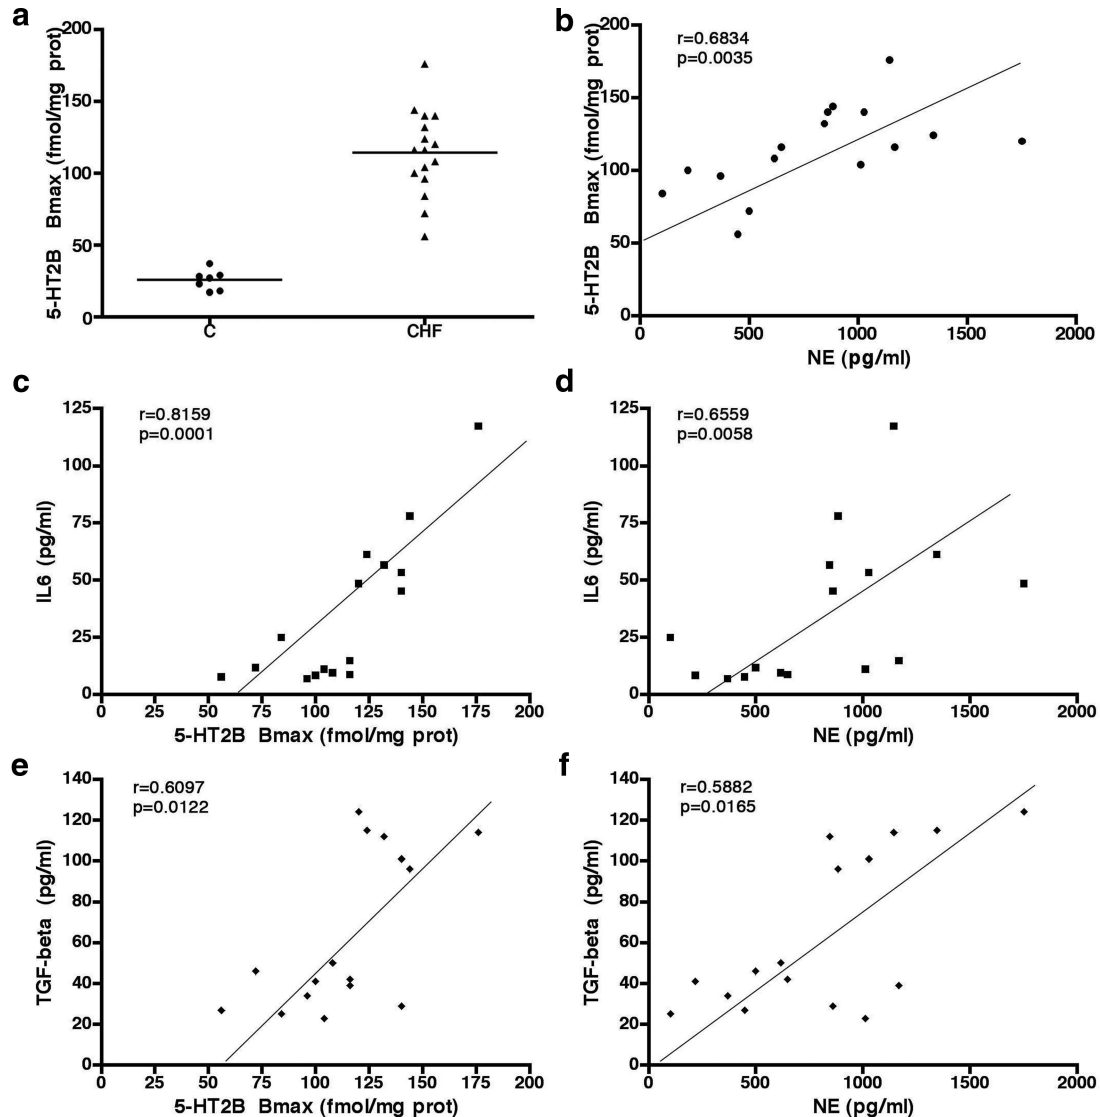 a
5-HT2B Bmax (fmol/mg prot)
200
150
100
50
0
C
CHF
b
5-HT2B Bmax (fmol/mg prot)
r=0.6834
p=0.0035
200
150
100
50
0
500
1000
1500
2000
NE (pg/ml)
c
IL6 (pg/ml)
r=0.8159
p=0.0001
125
100
75
50
25
0
0
25
50
75
100
125
150
175
200
5-HT2B Bmax (fmol/mg prot)
d
IL6 (pg/ml)
r=0.6559
p=0.0058
125
100
75
50
25
0
0
500
1000
1500
2000
NE (pg/ml)
e
TGF-beta (pg/ml)
r=0.6097
p=0.0122
140
120
100
80
60
40
20
0
0
25
50
75
100
125
150
175
200
5-HT2B Bmax (fmol/mg prot)
f
TGF-beta (pg/ml)
r=0.5882
p=0.0165
140
120
100
80
60
40
20
0
0
500
1000
1500
2000
NE (pg/ml)